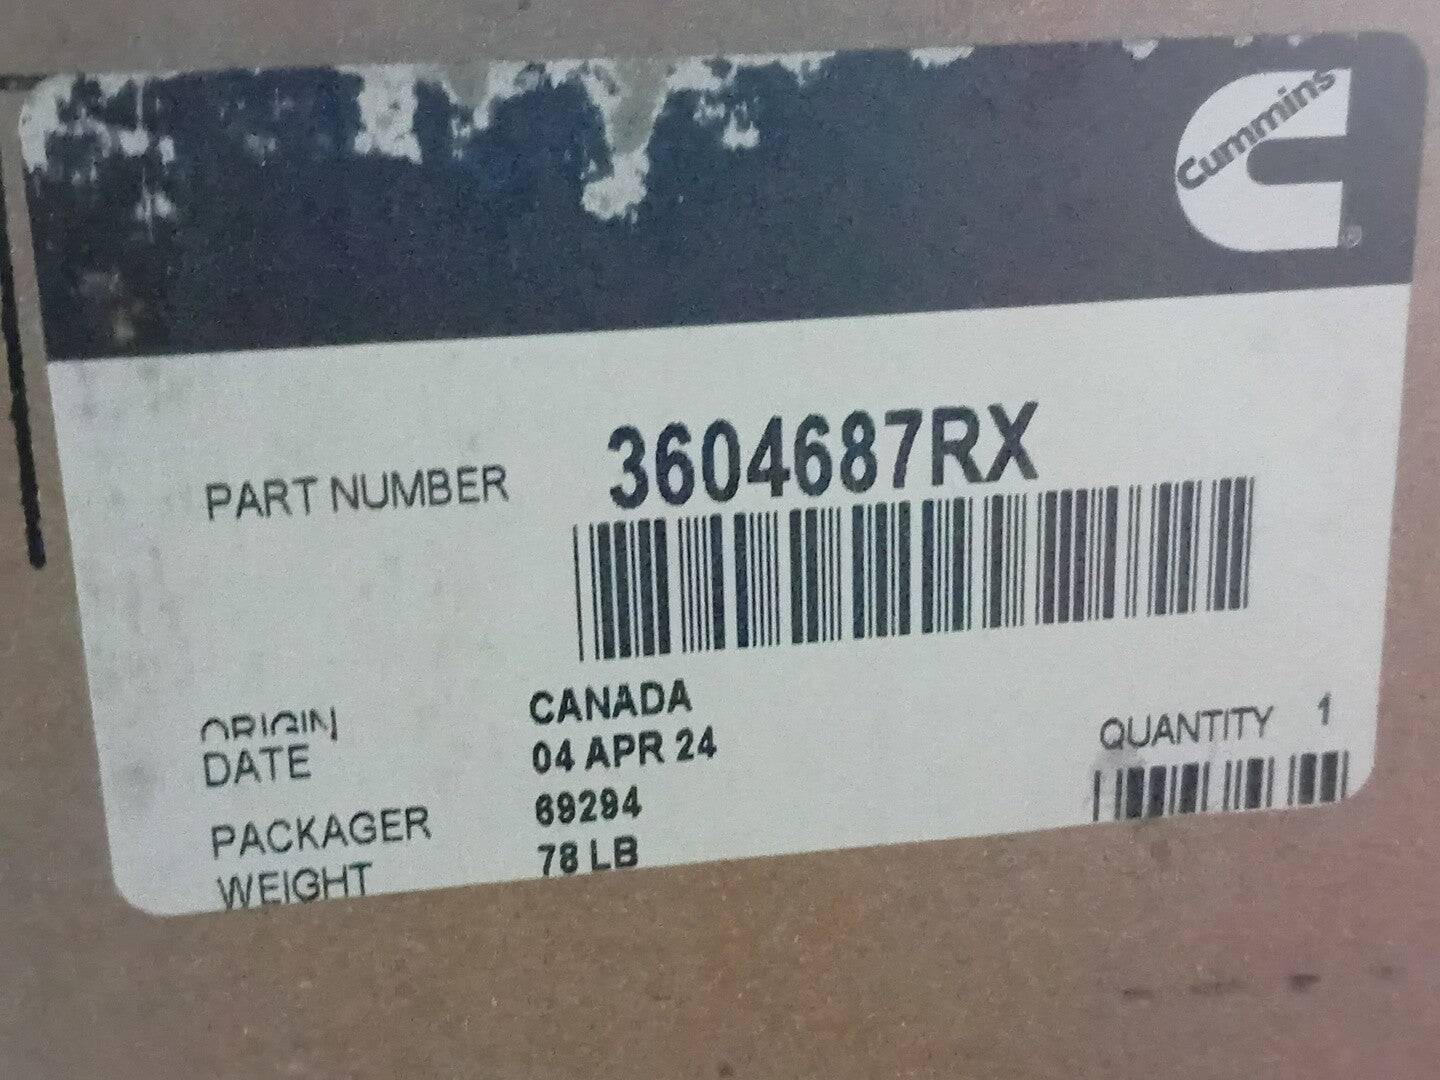 Cummins
PART NUMBER 3604687RX
ORIGIN CANADA
DATE 04 APR 24
QUANTITY 1
PACKAGER 69294
WEIGHT 78 LB